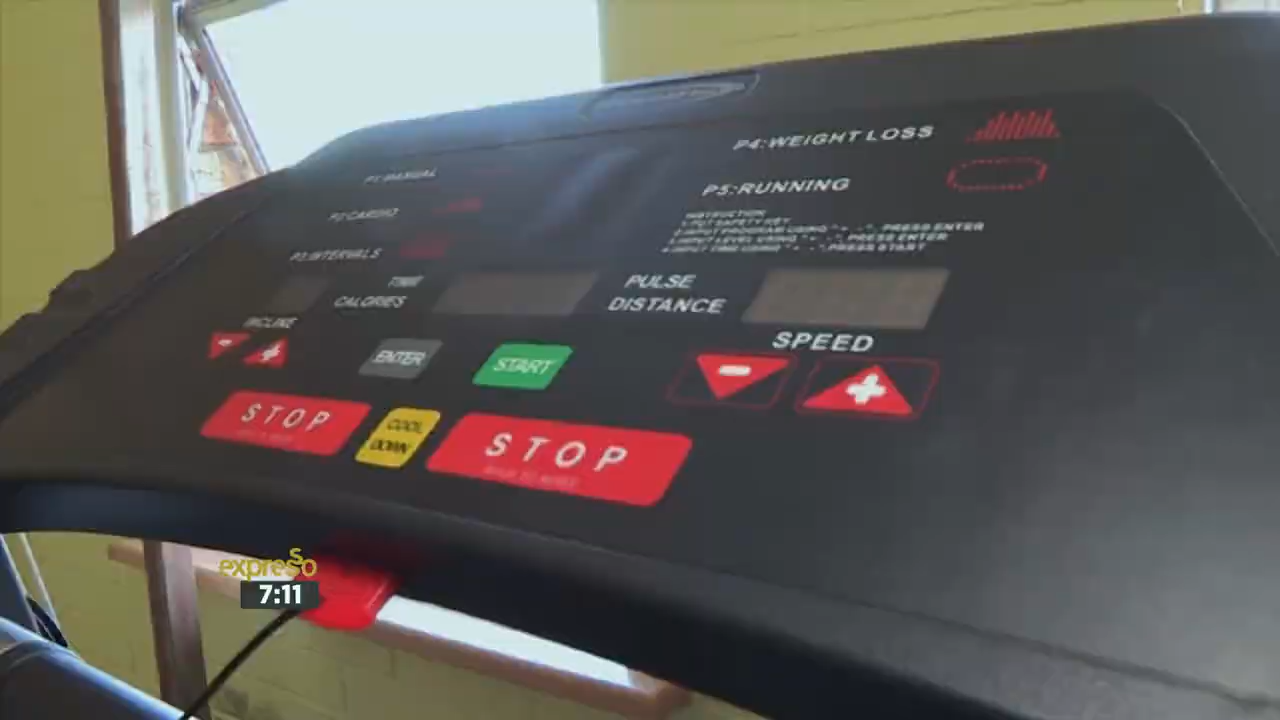 P1:MANUAL
P2:CARDIO
P3:INTERVALS
P4:WEIGHT LOSS
P5:RUNNING
INSTRUCTION
1.PUT SAFETY KEY
2.INPUT PROGRAM USING "+ - ". PRESS ENTER
3.INPUT LEVEL USING "+ - ". PRESS ENTER
4.INPUT TIME USING "+ - ".PRESS START
TIME
CALORIES
PULSE
DISTANCE
INCLINE
SPEED
- +
ENTER
START
- +
STOP
COOL
DOWN
STOP
expresso
7:11